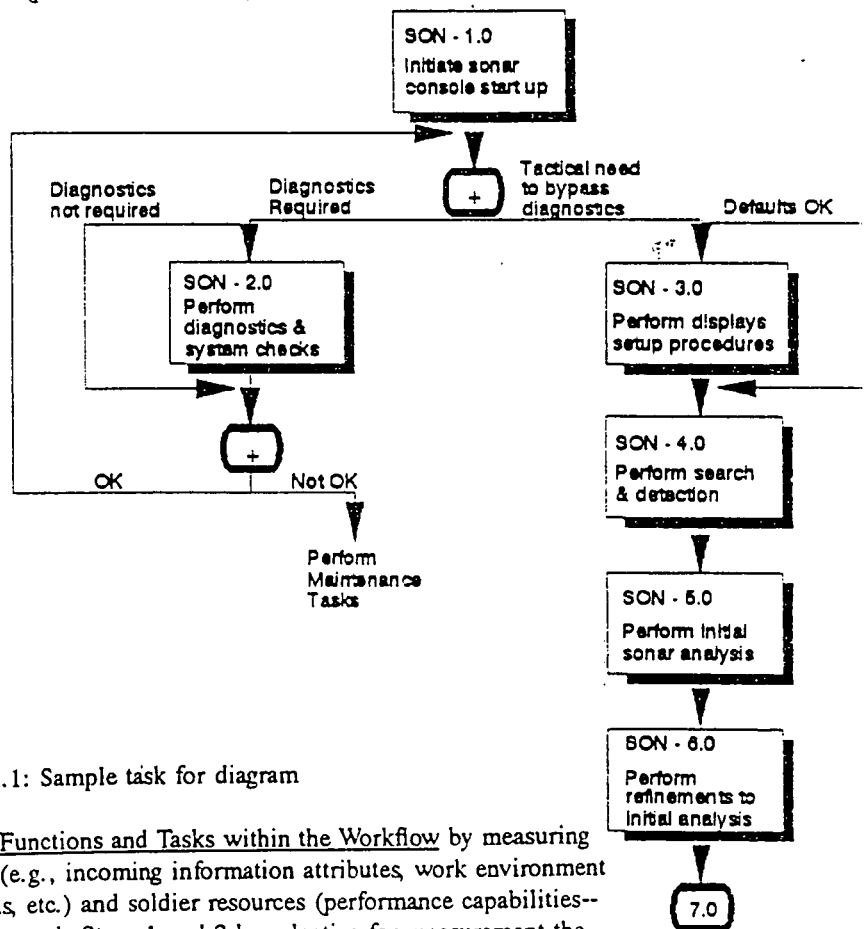 SON - 1.0
Initiate sonar
console start up
+
Tactical need
to bypass
diagnostics
Diagnostics
not required
Diagnostics
Required
Defaults OK
SON - 2.0
Perform
diagnostics &
system checks
SON - 3.0
Perform displays
setup procedures
+
OK
Not OK
Perform
Maintenance
Tasks
SON - 4.0
Perform search
& detection
SON - 5.0
Perform initial
sonar analysis
SON - 6.0
Perform
refinements to
initial analysis
7.0
.1: Sample task for diagram
Functions and Tasks within the Workflow by measuring
(e.g., incoming information attributes, work environment
s, etc.) and soldier resources (performance capabilities--